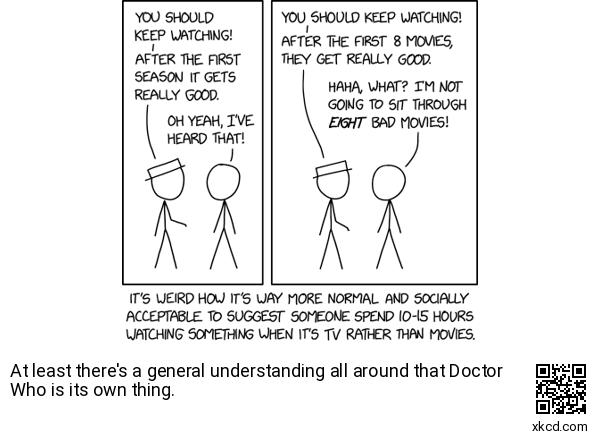 YOU SHOULD
KEEP WATCHING!
AFTER THE FIRST
SEASON IT GETS
REALLY GOOD.
OH YEAH, I'VE
HEARD THAT!
YOU SHOULD KEEP WATCHING!
AFTER THE FIRST 8 MOVIES,
THEY GET REALLY GOOD.
HAHA, WHAT? I'M NOT
GOING TO SIT THROUGH
EIGHT BAD MOVIES!
IT'S WEIRD HOW IT'S WAY MORE NORMAL AND SOCIALLY
ACCEPTABLE TO SUGGEST SOMEONE SPEND 10-15 HOURS
WATCHING SOMETHING WHEN IT'S TV RATHER THAN MOVIES.
At least there's a general understanding all around that Doctor
Who is its own thing.
xkcd.com